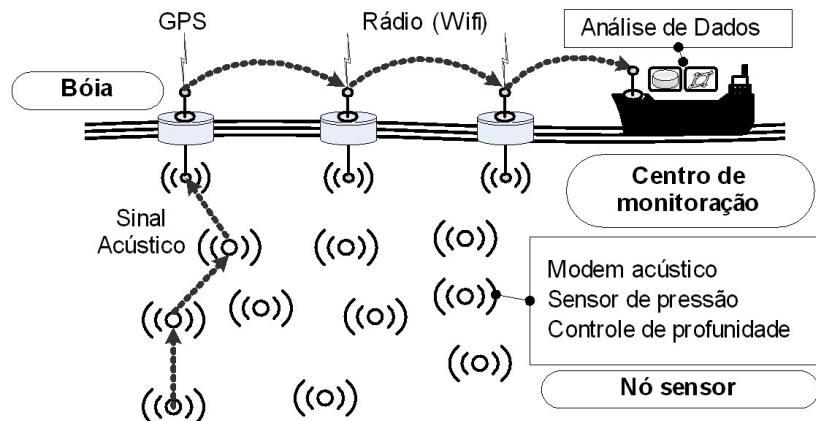 GPS
Rádio (Wifi)
Análise de Dados
Bóia
Centro de
monitoração
Sinal
Acústico
Modem acústico
Sensor de pressão
Controle de profunidade
Nó sensor